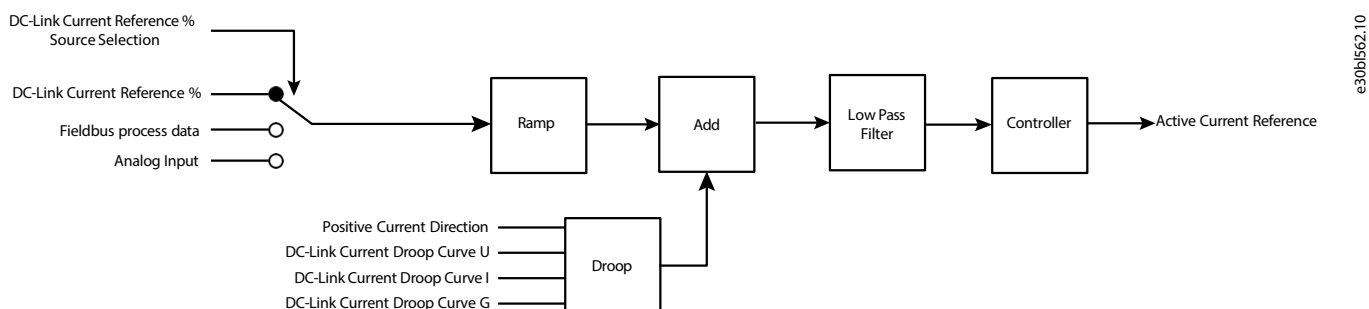 DC-Link Current Reference %
Source Selection
DC-Link Current Reference %
Fieldbus process data
Analog Input
Ramp
Add
Low Pass
Filter
Controller
Active Current Reference
Positive Current Direction
DC-Link Current Droop Curve U
DC-Link Current Droop Curve I
DC-Link Current Droop Curve G
Droop
e30bl562.10